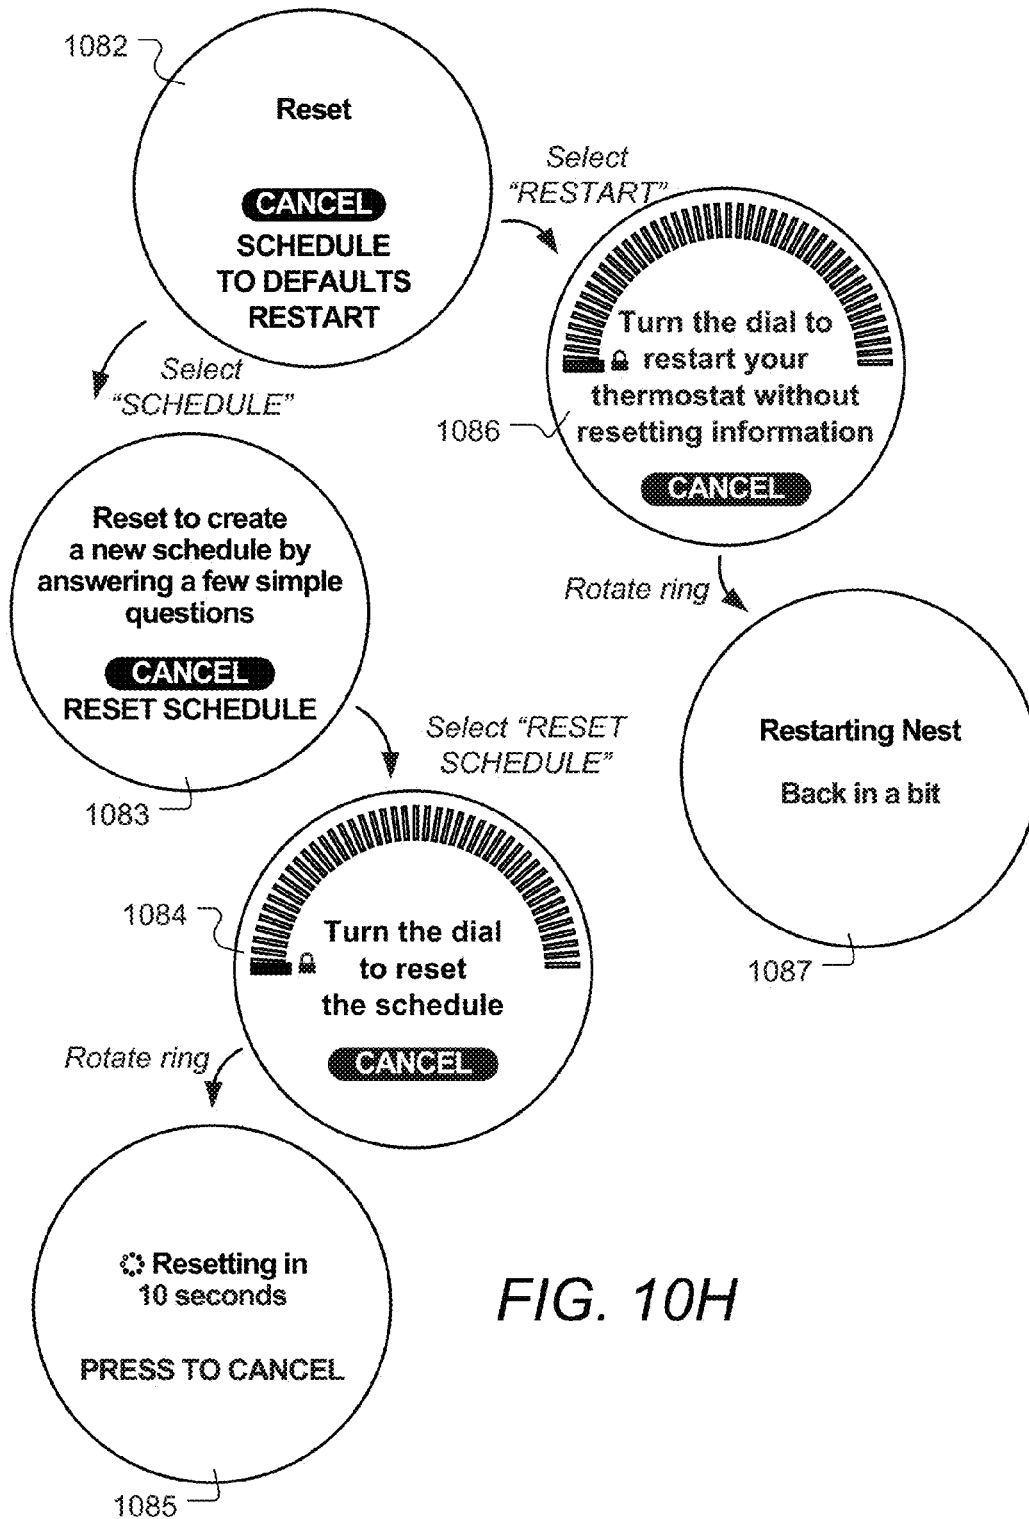 1082
Reset
CANCEL
SCHEDULE
TO DEFAULTS
RESTART
Select
“RESTART”
Turn the dial to
restart your
thermostat without
resetting information
CANCEL
1086
Select
“SCHEDULE”
Reset to create
a new schedule by
answering a few simple
questions
CANCEL
RESET SCHEDULE
1083
Rotate ring
Restarting Nest
Back in a bit
1087
Select “RESET
SCHEDULE”
1084
Turn the dial
to reset
the schedule
CANCEL
Rotate ring
Resetting in
10 seconds
PRESS TO CANCEL
1085
FIG. 10H